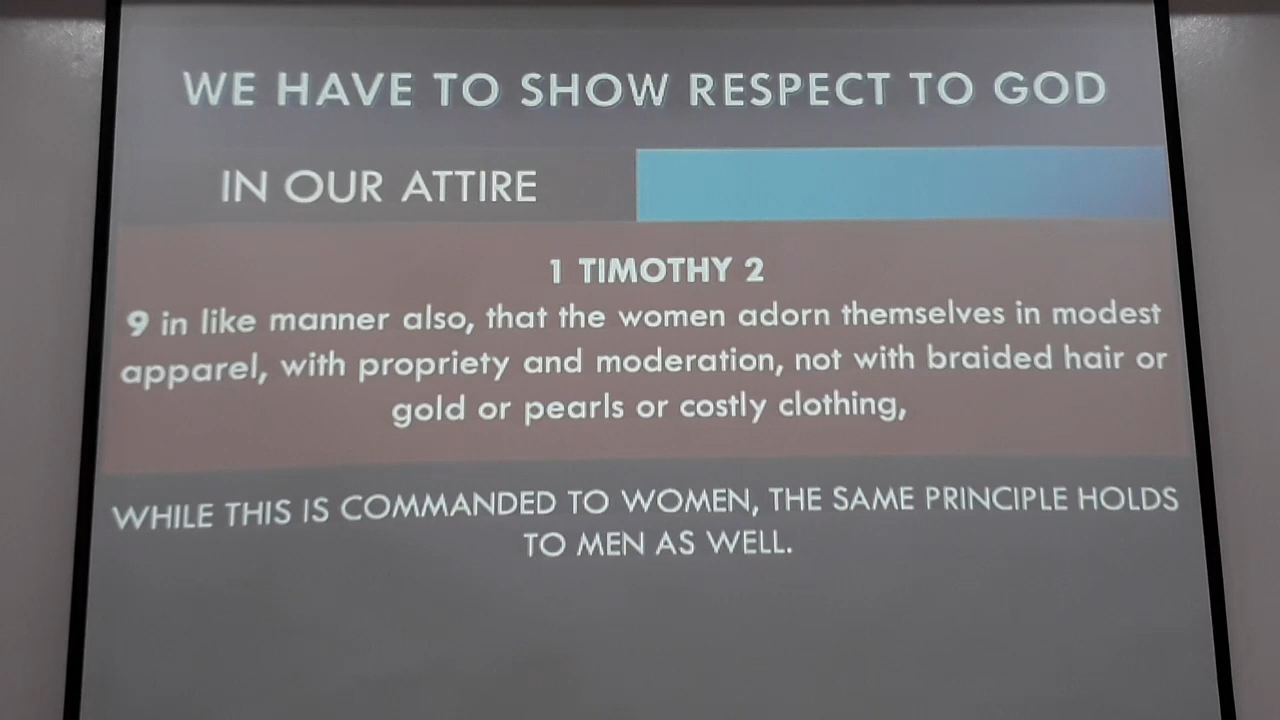 WE HAVE TO SHOW RESPECT TO GOD
IN OUR ATTIRE
1 TIMOTHY 2
9 in like manner also, that the women adorn themselves in modest
apparel, with propriety and moderation, not with braided hair or
gold or pearls or costly clothing,
WHILE THIS IS COMMANDED TO WOMEN, THE SAME PRINCIPLE HOLDS
TO MEN AS WELL.